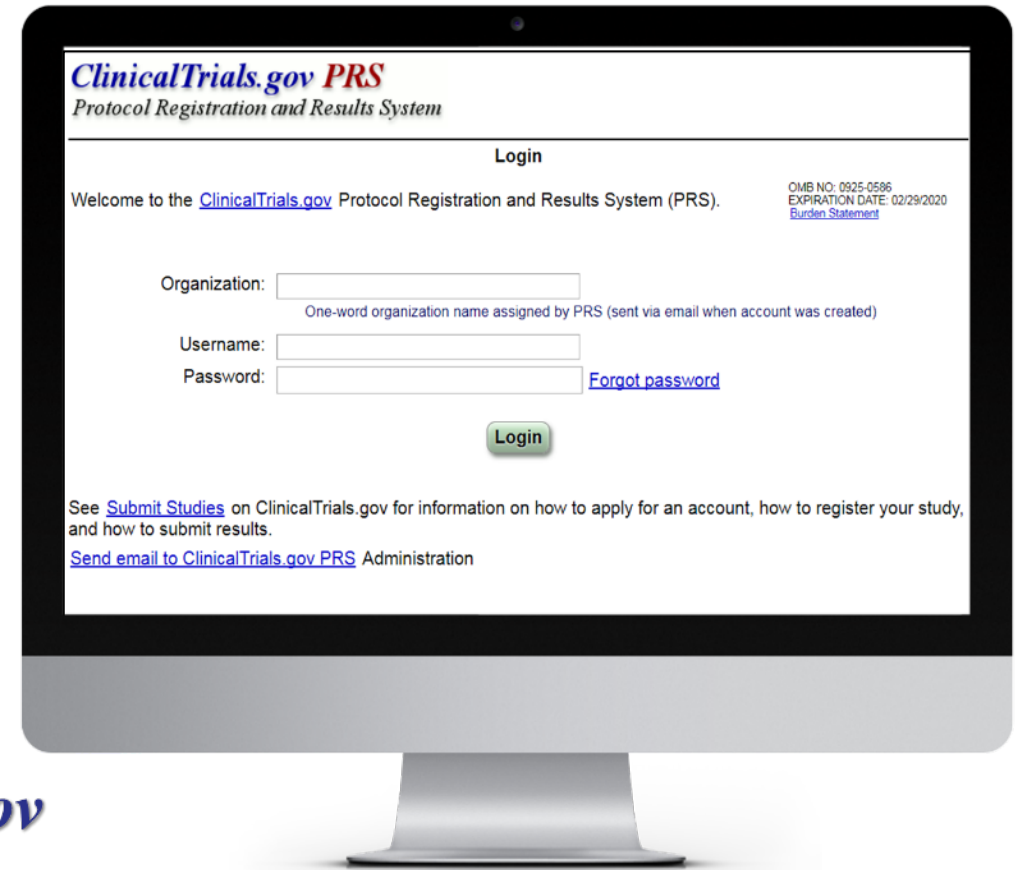 ClinicalTrials.gov PRS
Protocol Registration and Results System
Login
Welcome to the ClinicalTrials.gov Protocol Registration and Results System (PRS).
OMB NO: 0925-0586
EXPIRATION DATE: 02/29/2020
Burden Statement
Organization:
One-word organization name assigned by PRS (sent via email when account was created)
Username:
Password:
Forgot password
Login
See Submit Studies on ClinicalTrials.gov for information on how to apply for an account, how to register your study,
and how to submit results.
Send email to ClinicalTrials.gov PRS Administration
ov